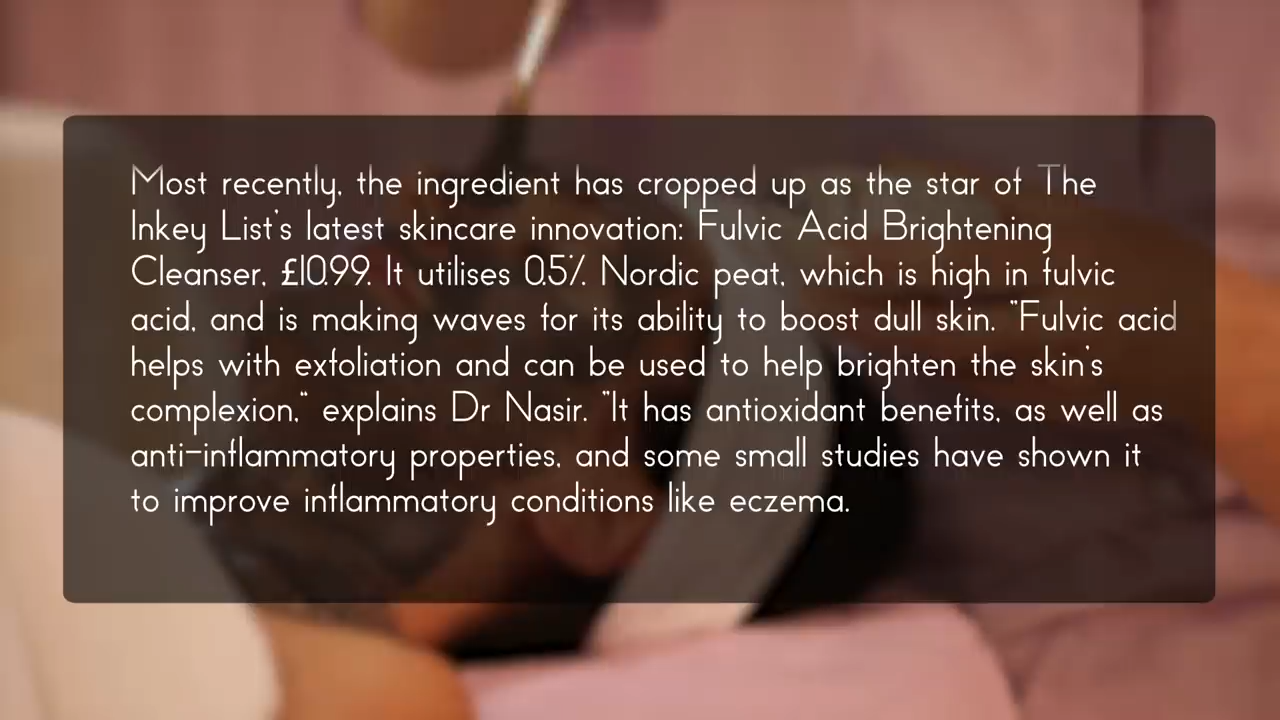 Most recently, the ingredient has cropped up as the star of The
Inkey List's latest skincare innovation: Fulvic Acid Brightening
Cleanser, £10.99. It utilises 0.5% Nordic peat, which is high in fulvic
acid, and is making waves for its ability to boost dull skin. "Fulvic acid
helps with exfoliation and can be used to help brighten the skin's
complexion," explains Dr Nasir. "It has antioxidant benefits, as well as
anti-inflammatory properties, and some small studies have shown it
to improve inflammatory conditions like eczema.